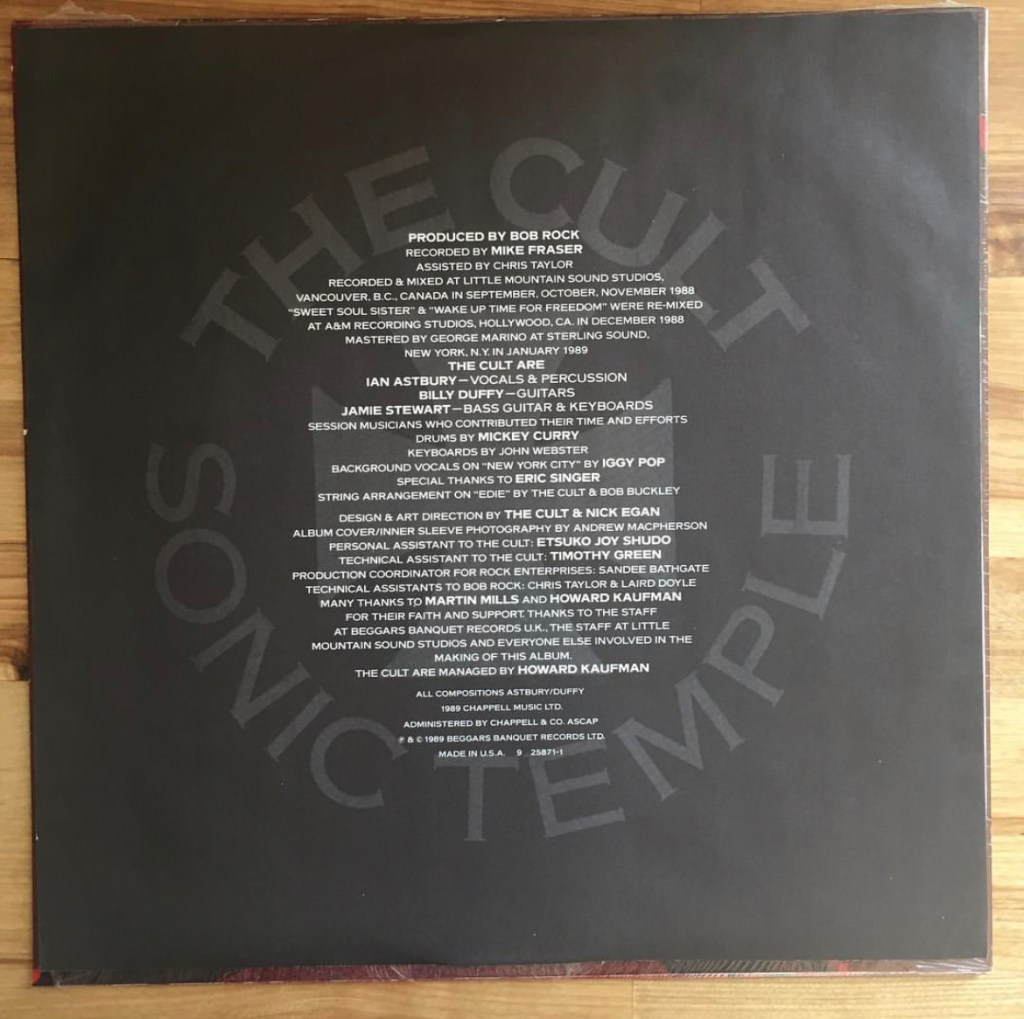 THE CULT
SONIC TEMPLE
PRODUCED BY BOB ROCK
RECORDED BY MIKE FRASER
ASSISTED BY CHRIS TAYLOR
RECORDED & MIXED AT LITTLE MOUNTAIN SOUND STUDIOS,
VANCOUVER, B.C., CANADA IN SEPTEMBER, OCTOBER, NOVEMBER 1988
"SWEET SOUL SISTER" & "WAKE UP TIME FOR FREEDOM" WERE RE-MIXED
AT A&M RECORDING STUDIOS, HOLLYWOOD, CA. IN DECEMBER 1988
MASTERED BY GEORGE MARINO AT STERLING SOUND,
NEW YORK, N.Y. IN JANUARY 1989
THE CULT ARE
IAN ASTBURY—VOCALS & PERCUSSION
BILLY DUFFY—GUITARS
JAMIE STEWART—BASS GUITAR & KEYBOARDS
SESSION MUSICIANS WHO CONTRIBUTED THEIR TIME AND EFFORTS
DRUMS BY MICKEY CURRY
KEYBOARDS BY JOHN WEBSTER
BACKGROUND VOCALS ON "NEW YORK CITY" BY IGGY POP
SPECIAL THANKS TO ERIC SINGER
STRING ARRANGEMENT ON "EDIE" BY THE CULT & BOB BUCKLEY
DESIGN & ART DIRECTION BY THE CULT & NICK EGAN
ALBUM COVER/INNER SLEEVE PHOTOGRAPHY BY ANDREW MACPHERSON
PERSONAL ASSISTANT TO THE CULT: ETSUKO JOY SHUDO
TECHNICAL ASSISTANT TO THE CULT: TIMOTHY GREEN
PRODUCTION COORDINATOR FOR ROCK ENTERPRISES: SANDEE BATHGATE
TECHNICAL ASSISTANTS TO BOB ROCK: CHRIS TAYLOR & LAIRD DOYLE
MANY THANKS TO MARTIN MILLS AND HOWARD KAUFMAN
FOR THEIR FAITH AND SUPPORT. THANKS TO THE STAFF
AT BEGGARS BANQUET RECORDS U.K., THE STAFF AT LITTLE
MOUNTAIN SOUND STUDIOS AND EVERYONE ELSE INVOLVED IN THE
MAKING OF THIS ALBUM.
THE CULT ARE MANAGED BY HOWARD KAUFMAN
ALL COMPOSITIONS ASTBURY/DUFFY
1989 CHAPPELL MUSIC LTD.
ADMINISTERED BY CHAPPELL & CO. ASCAP
℗ & © 1989 BEGGARS BANQUET RECORDS LTD.
MADE IN U.S.A. 9 25871-1